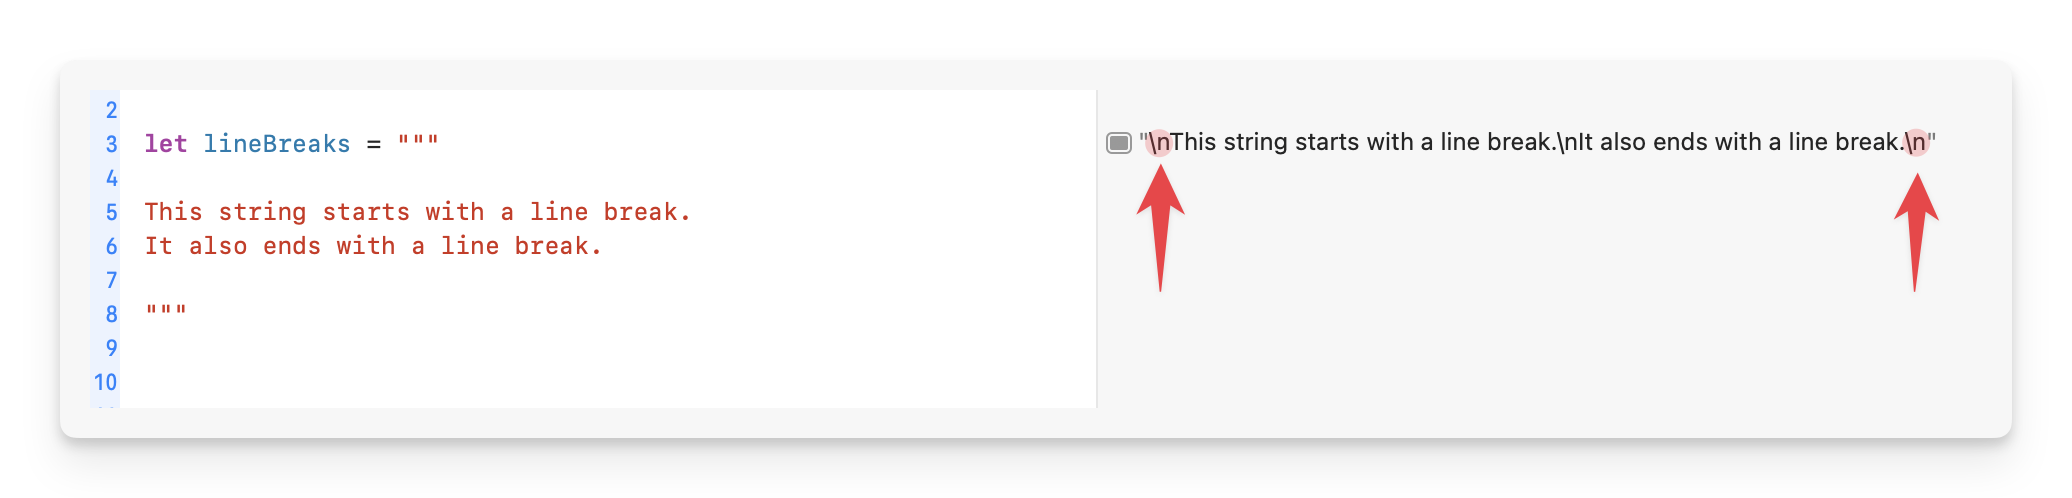 2
3 let lineBreaks = """
4
5 This string starts with a line break.
6 It also ends with a line break.
7
8 """
9
10
"\nThis string starts with a line break.\nIt also ends with a line break.\n"